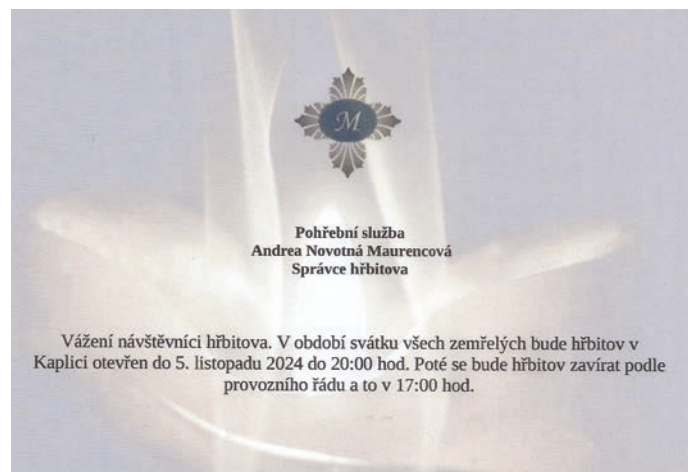 M
Pohřební služba
Andrea Novotná Maurencová
Správce hřbitova
Vážení návštěvníci hřbitova. V období svátku všech zemřelých bude hřbitov v
Kaplici otevřen do 5. listopadu 2024 do 20:00 hod. Poté se bude hřbitov zavírat podle
provozního řádu a to v 17:00 hod.